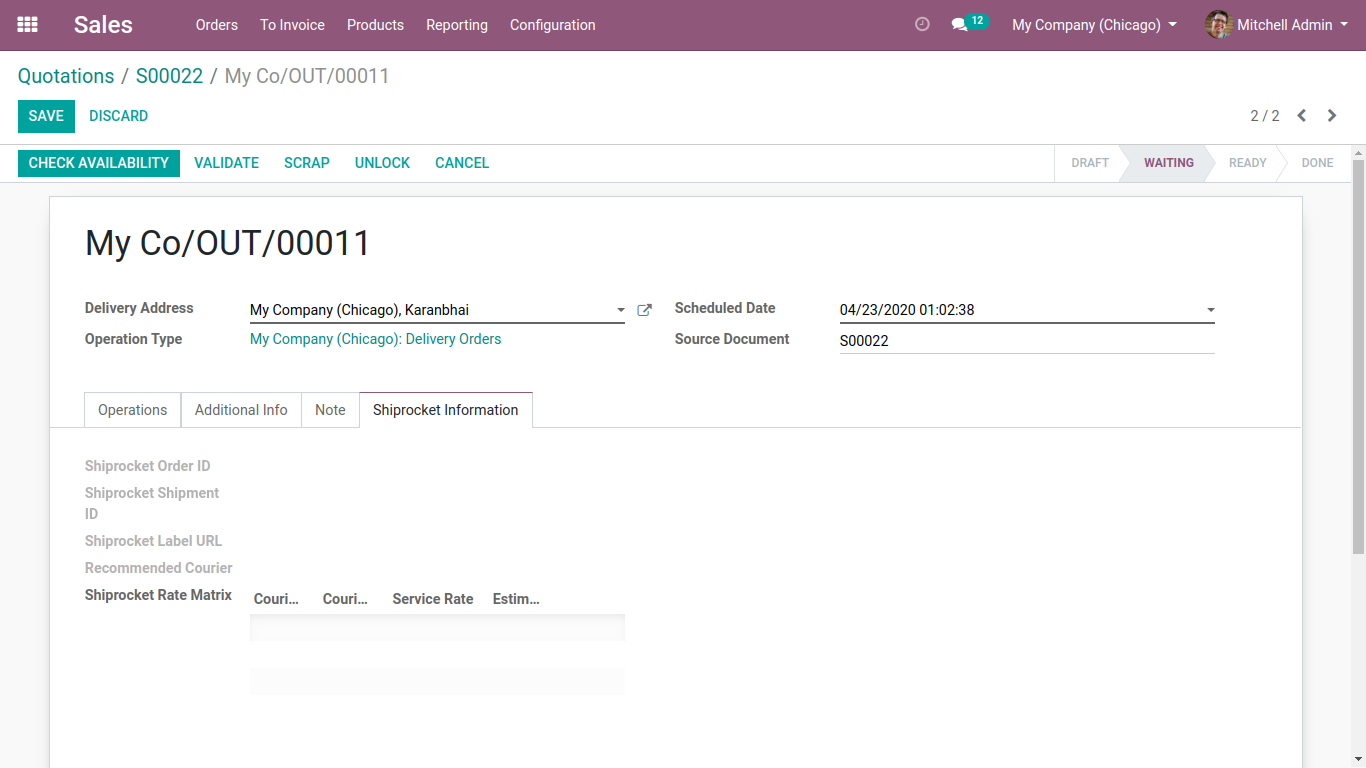 Sales Orders To Invoice Products Reporting Configuration 12 My Company (Chicago) Mitchell Admin
Quotations / S00022 / My Co/OUT/00011
SAVE DISCARD 2 / 2
CHECK AVAILABILITY VALIDATE SCRAP UNLOCK CANCEL DRAFT WAITING READY DONE
My Co/OUT/00011
Delivery Address My Company (Chicago), Karanbhai Scheduled Date 04/23/2020 01:02:38
Operation Type My Company (Chicago): Delivery Orders Source Document S00022
Operations Additional Info Note Shiprocket Information
Shiprocket Order ID
Shiprocket Shipment
ID
Shiprocket Label URL
Recommended Courier
Shiprocket Rate Matrix Couri... Couri... Service Rate Estim...